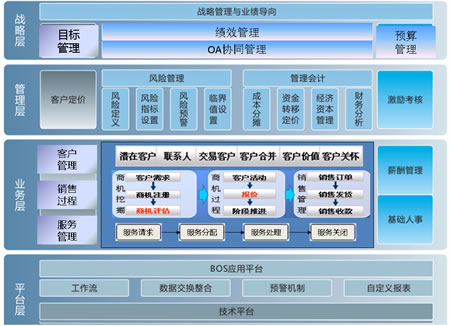 战略层
战略管理与业绩导向
目标管理
绩效管理
OA协同管理
预算管理
管理层
客户定价
风险管理
风险定义
风险指标设置
风险预警
临界值设置
管理会计
成本分摊
资金转移定价
经济资本管理
财务分析
激励考核
业务层
客户管理
销售过程
服务管理
潜在客户 联系人 交易客户 客户合并 客户价值 客户关怀
商机挖掘
客户需求
商机注册
商机评估
商机过程
客户活动
报价
阶段推进
销售管理
销售订单
销售发货
销售收款
服务请求
服务分配
服务处理
服务关闭
薪酬管理
基础人事
平台层
BOS应用平台
工作流
数据交换整合
预警机制
自定义报表
技术平台